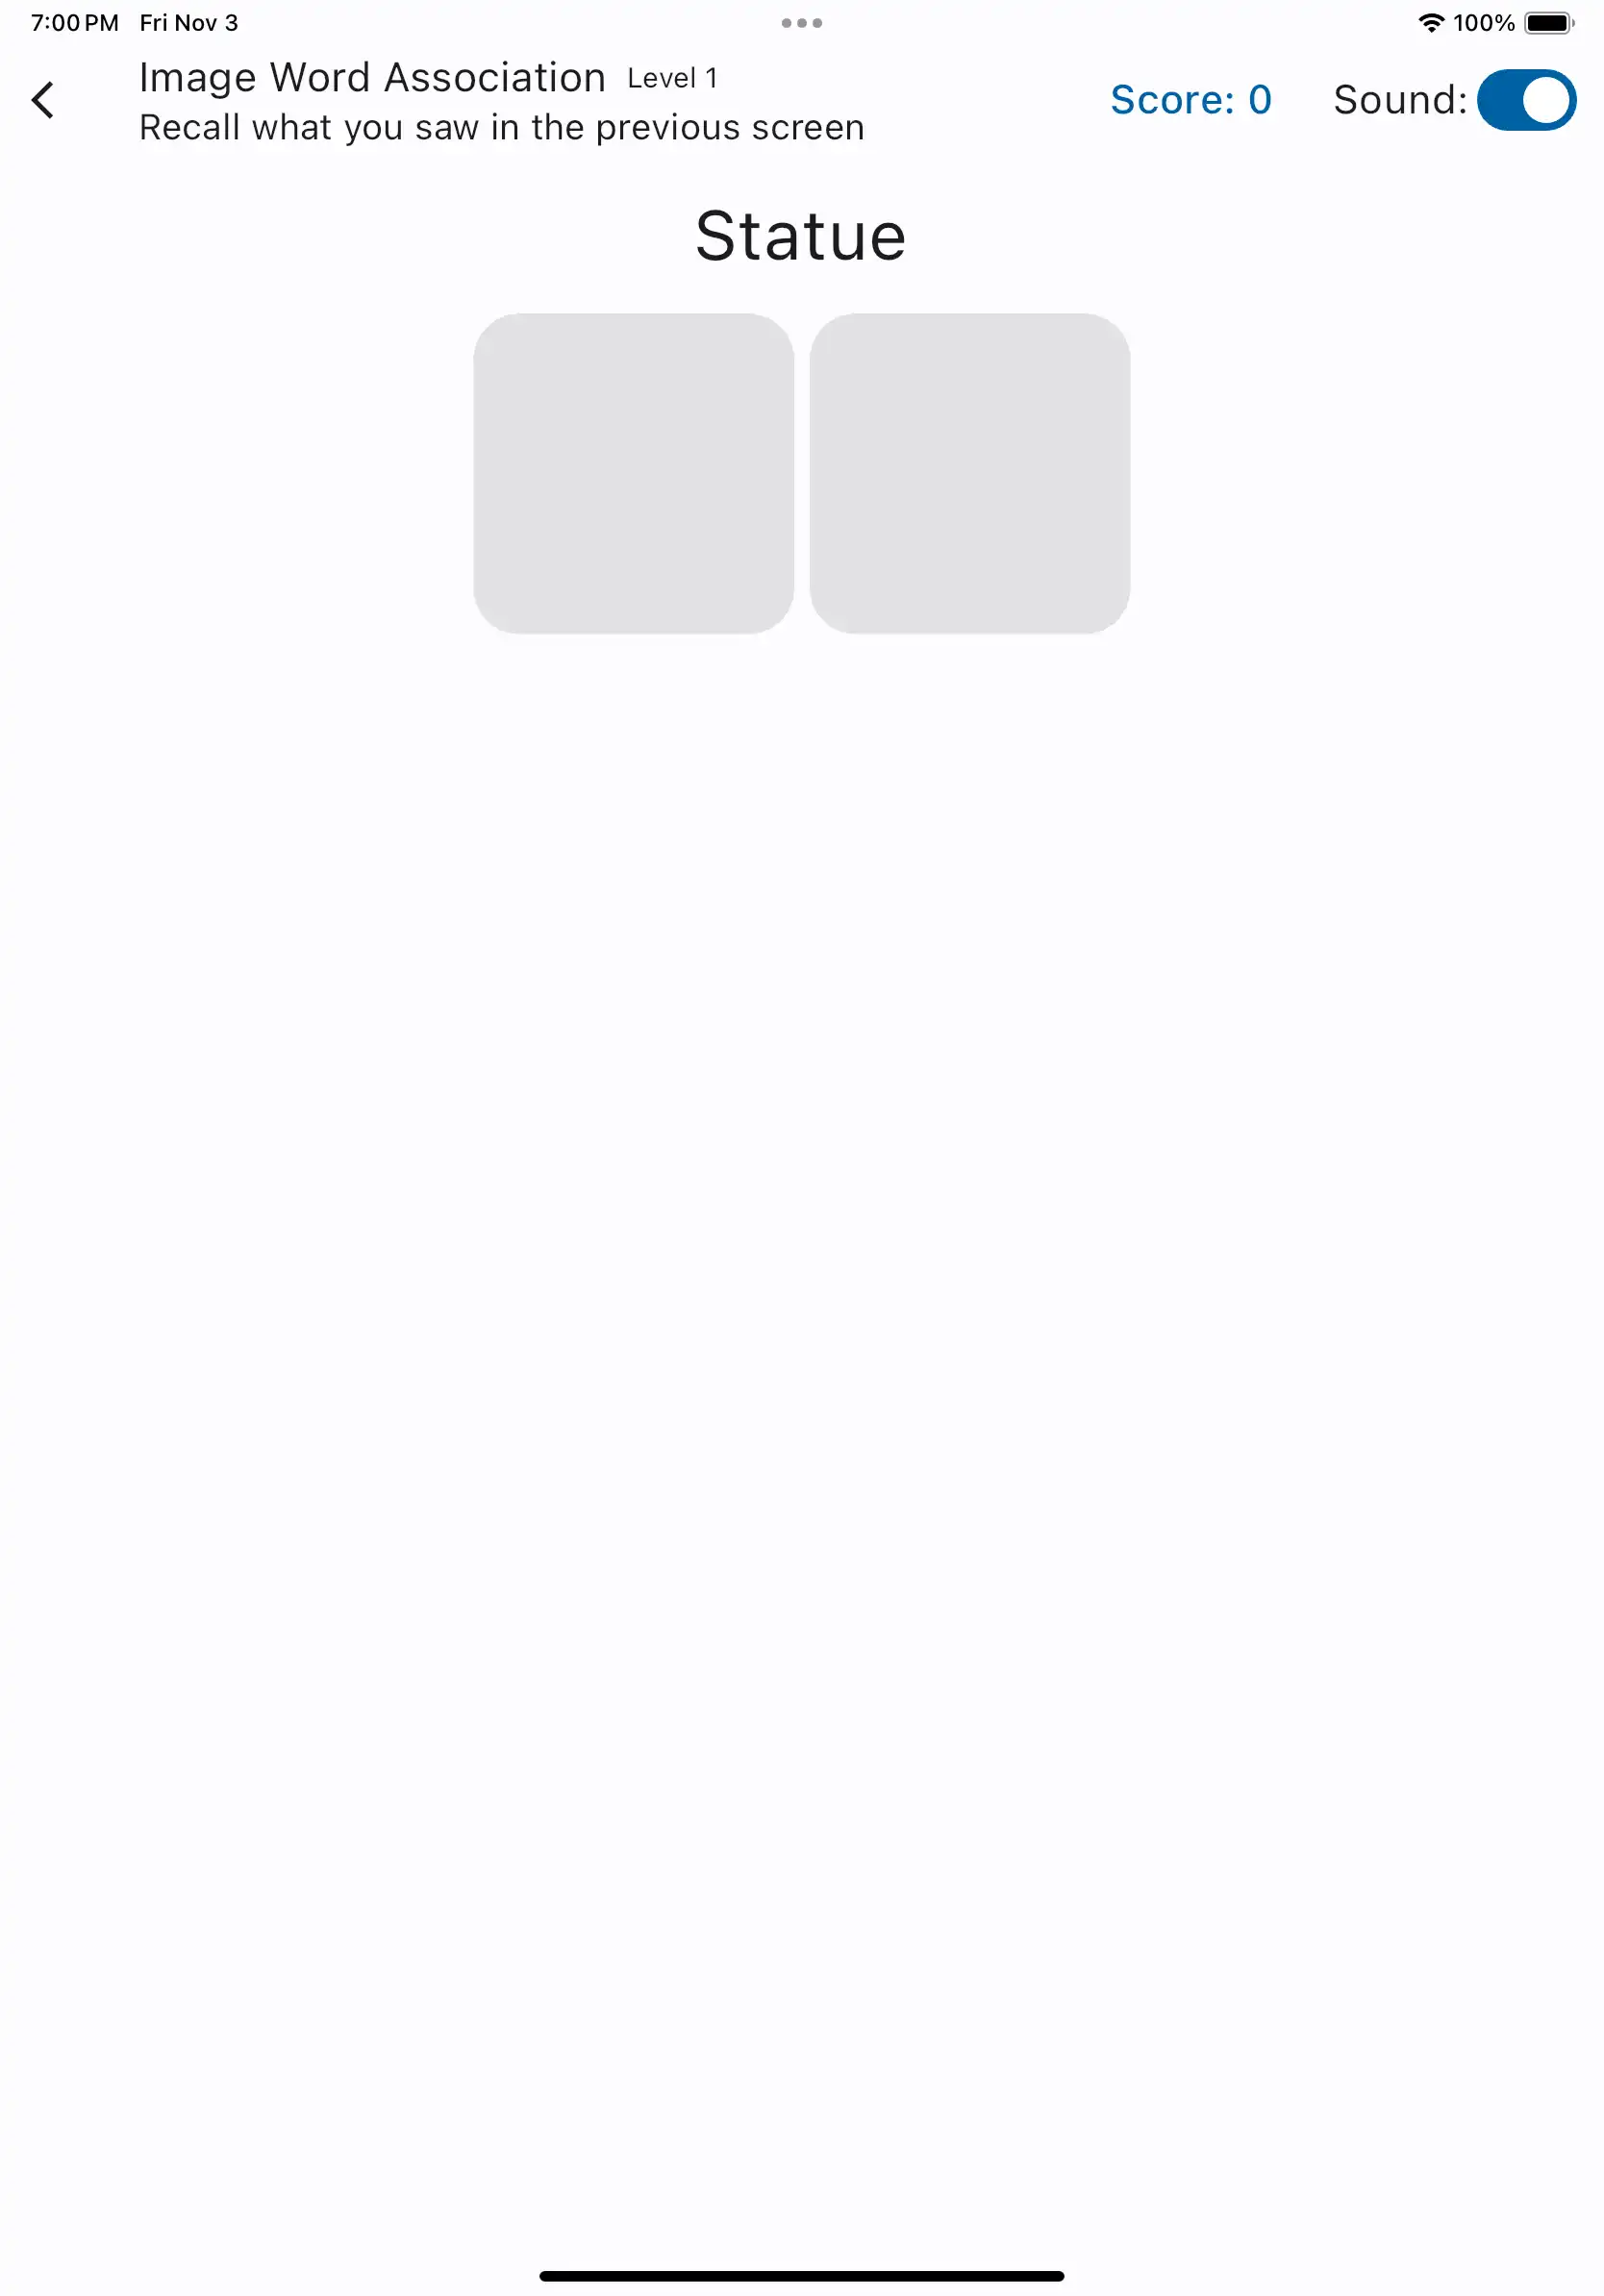 7:00 PM Fri Nov 3
100%
Image Word Association Level 1
Recall what you saw in the previous screen
Score: 0
Sound:
Statue